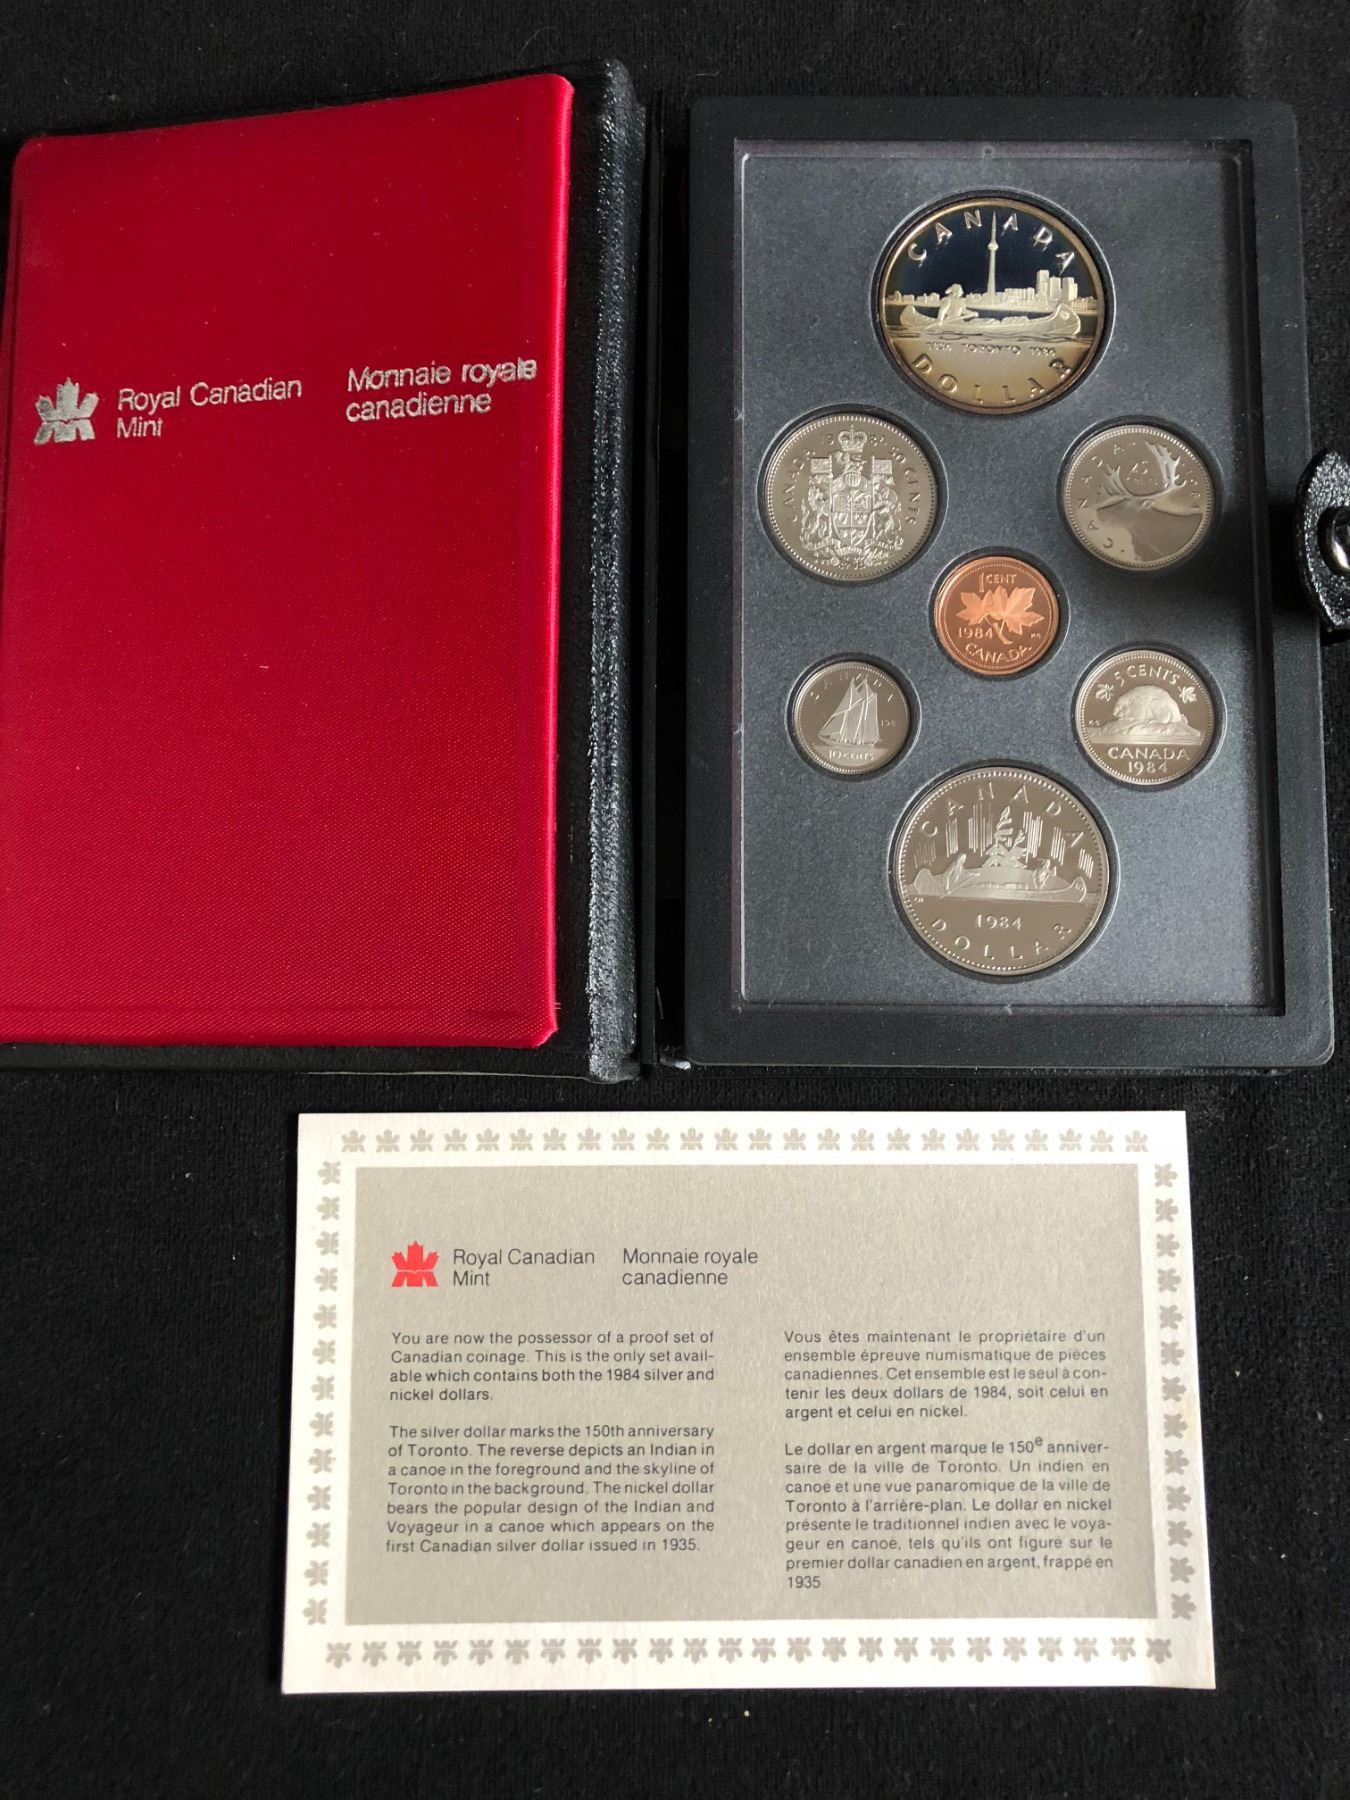 Royal Canadian Mint
Monnaie royale canadienne
CANADA
1834 TORONTO 1984
DOLLAR
CANADA 1984 50 CENTS
CANADA
25
CENTS
1 CENT
1984
CANADA
CANADA
10 CENTS
5 CENTS
CANADA
1984
CANADA
1984
DOLLAR
Royal Canadian
Mint
Monnaie royale
canadienne
You are now the possessor of a proof set of
Canadian coinage. This is the only set avail-
able which contains both the 1984 silver and
nickel dollars.
The silver dollar marks the 150th anniversary
of Toronto. The reverse depicts an Indian in
a canoe in the foreground and the skyline of
Toronto in the background. The nickel dollar
bears the popular design of the Indian and
Voyageur in a canoe which appears on the
first Canadian silver dollar issued in 1935.
Vous êtes maintenant le propriétaire d'un
ensemble épreuve numismatique de pièces
canadiennes. Cet ensemble est le seul à con-
tenir les deux dollars de 1984, soit celui en
argent et celui en nickel.
Le dollar en argent marque le 150e anniver-
saire de la ville de Toronto. Un indien en
canoë et une vue panaromique de la ville de
Toronto à l'arrière-plan. Le dollar en nickel
présente le traditionnel indien avec le voya-
geur en canoë, tels qu'ils ont figuré sur le
premier dollar canadien en argent, frappé en
1935